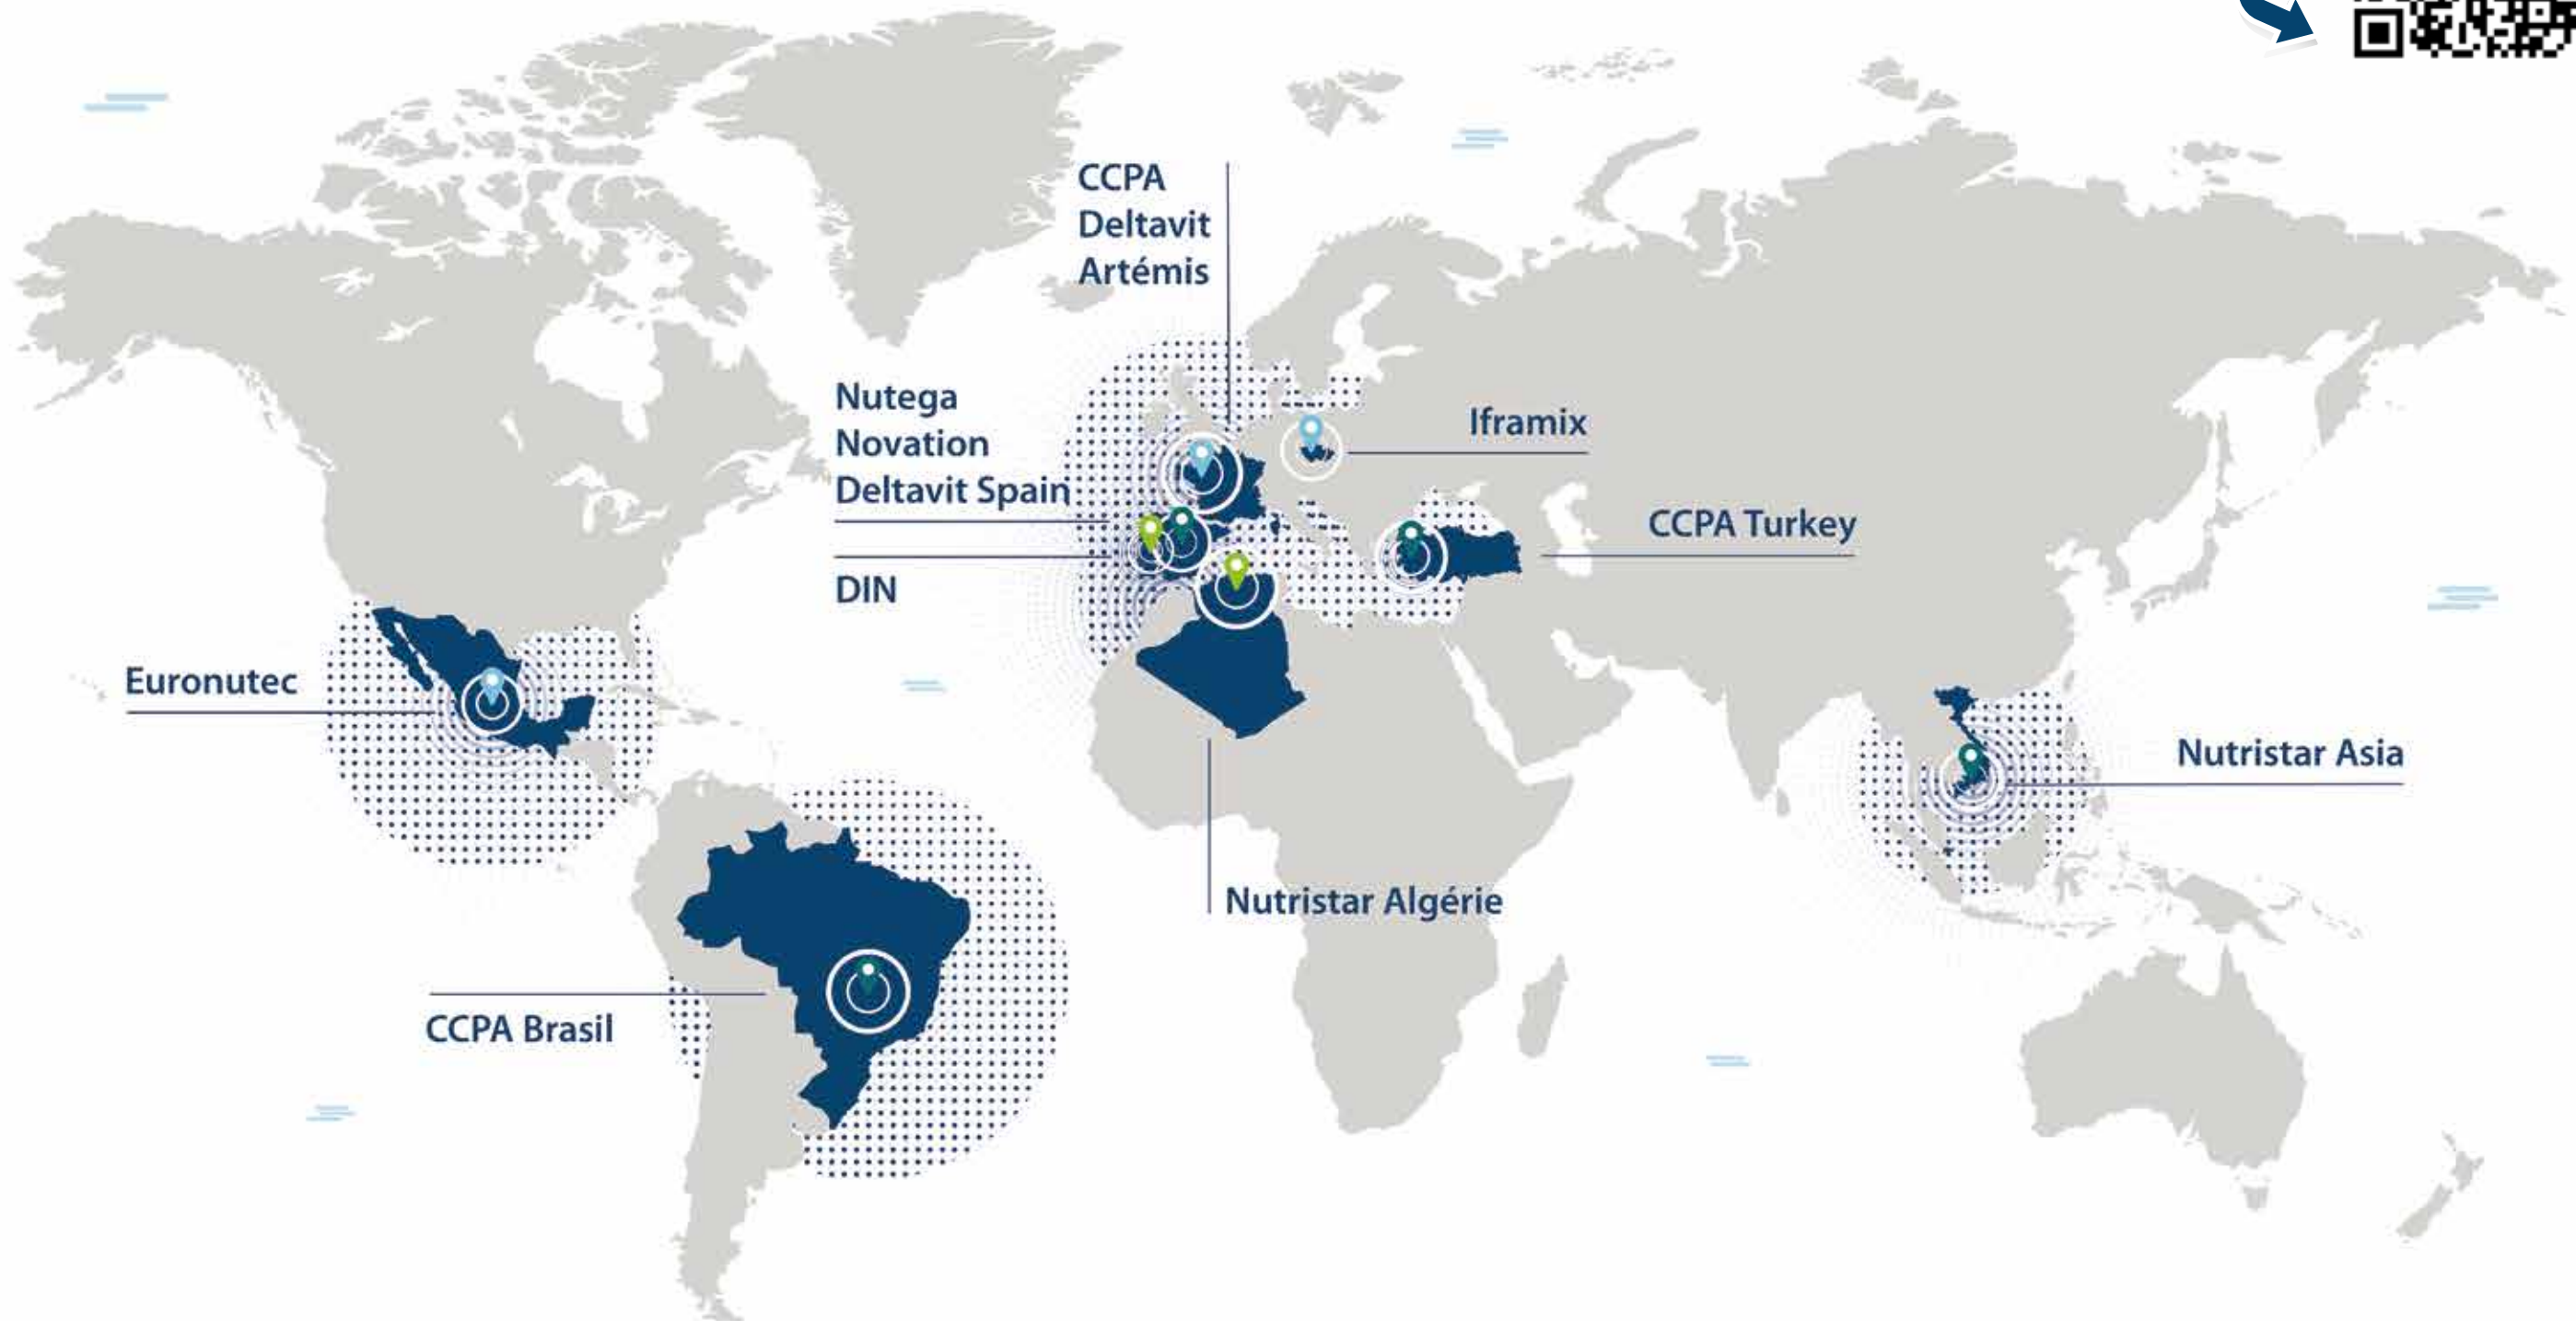 CCPA
Deltavit
Artémis
Nutega
Novation
Deltavit Spain
DIN
Iframix
CCPA Turkey
Euronutec
Nutristar Asia
Nutristar Algérie
CCPA Brasil